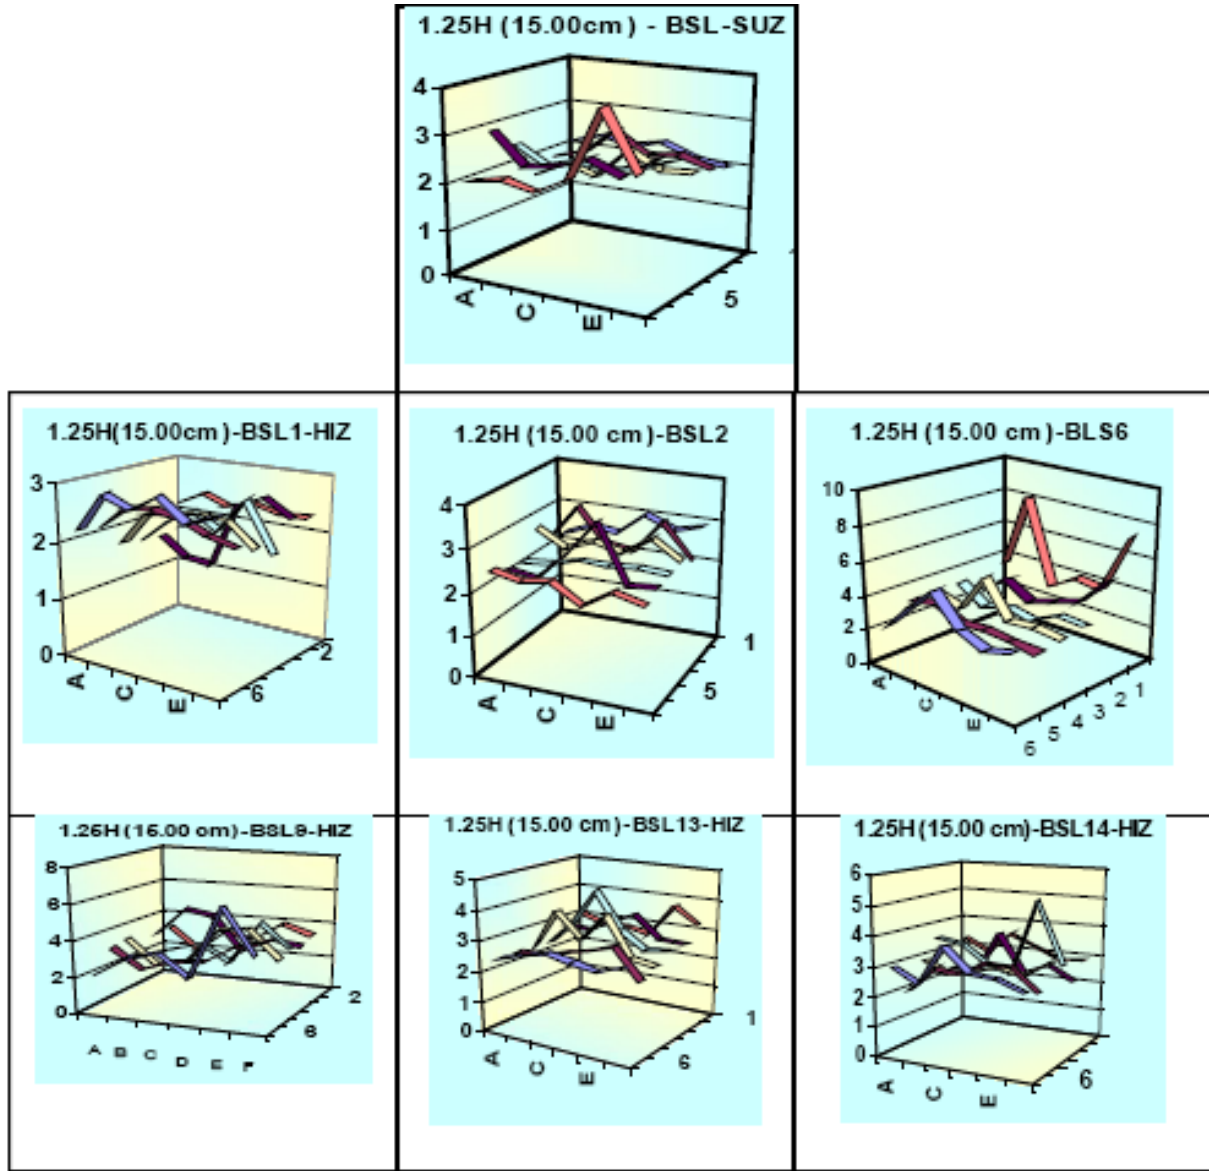 1.25H (15.00cm) - BSL-SUZ
4
3
2
1
0
A
C
E
5
1.25H(15.00cm)-BSL1-HIZ
3
2
1
0
A
C
E
6
2
1.25H (15.00 cm)-BSL2
4
3
2
1
0
A
C
E
5
1
1.25H (15.00 cm)-BLS6
10
8
6
4
2
0
A
C
E
6
5
4
3
2
1
1.25H (15.00 cm)-BSL9-HIZ
8
6
4
2
0
A B C D E F
6
2
1.25H (15.00 cm)-BSL13-HIZ
5
4
3
2
1
0
A
C
E
6
1
1.25H (15.00 cm)-BSL14-HIZ
6
5
4
3
2
1
0
A
C
E
6